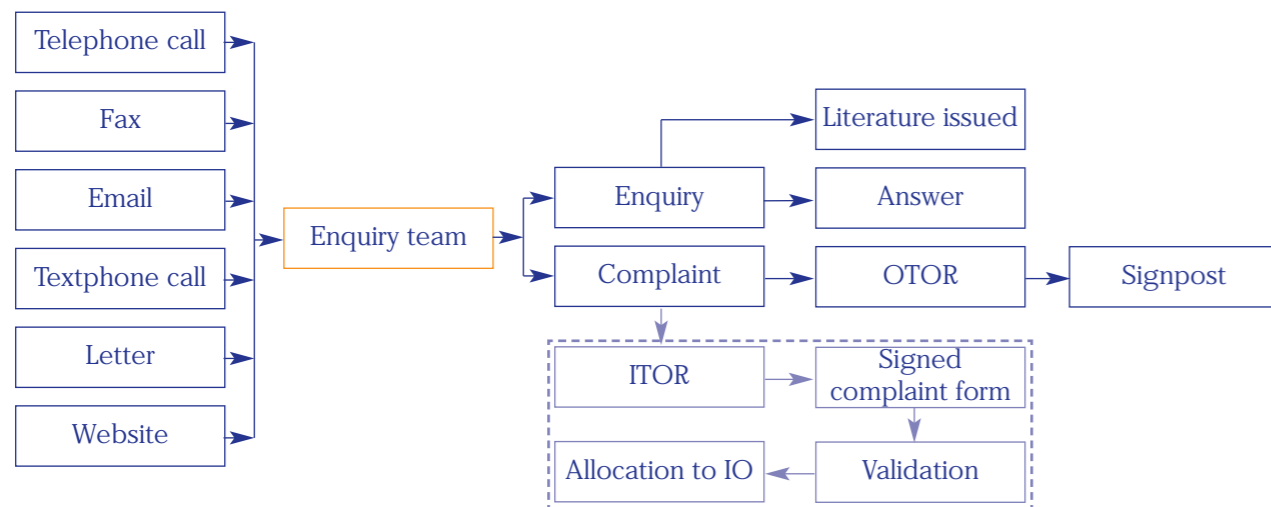 Telephone call
Fax
Email
Textphone call
Letter
Website
Enquiry team
Enquiry
Complaint
Literature issued
Answer
OTOR
Signpost
ITOR
Signed
complaint form
Validation
Allocation to IO